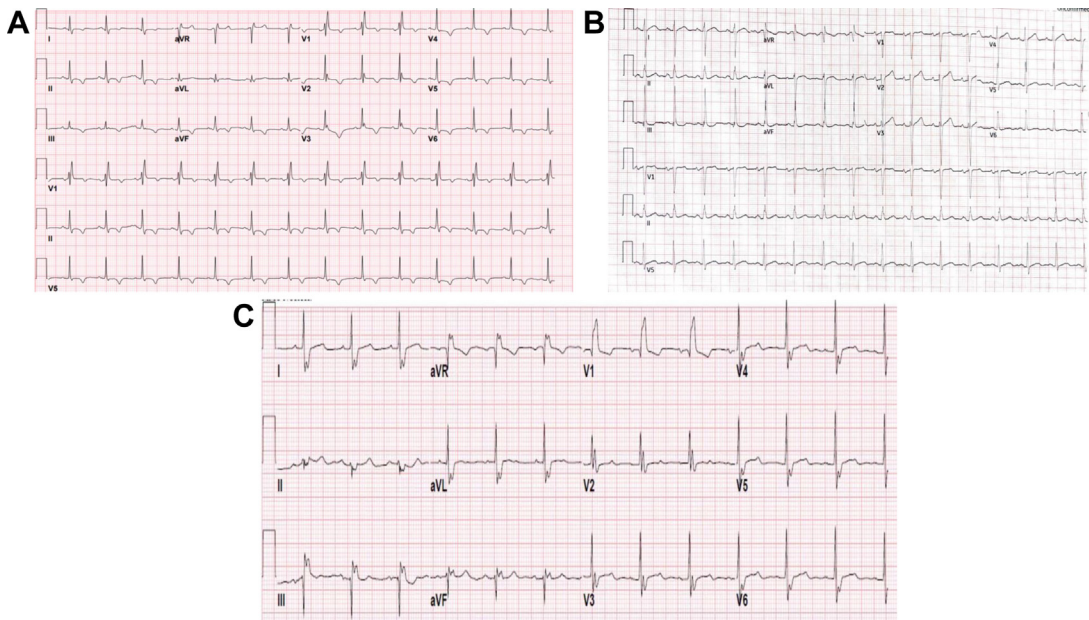 A
I aVR V1 V4
II aVL V2 V5
III aVF V3 V6
V1
II
V5
B
I aVR V1 V4
II aVL V2 V5
III aVF V3 V6
V1
II
V5
C
I aVR V1 V4
II aVL V2 V5
III aVF V3 V6